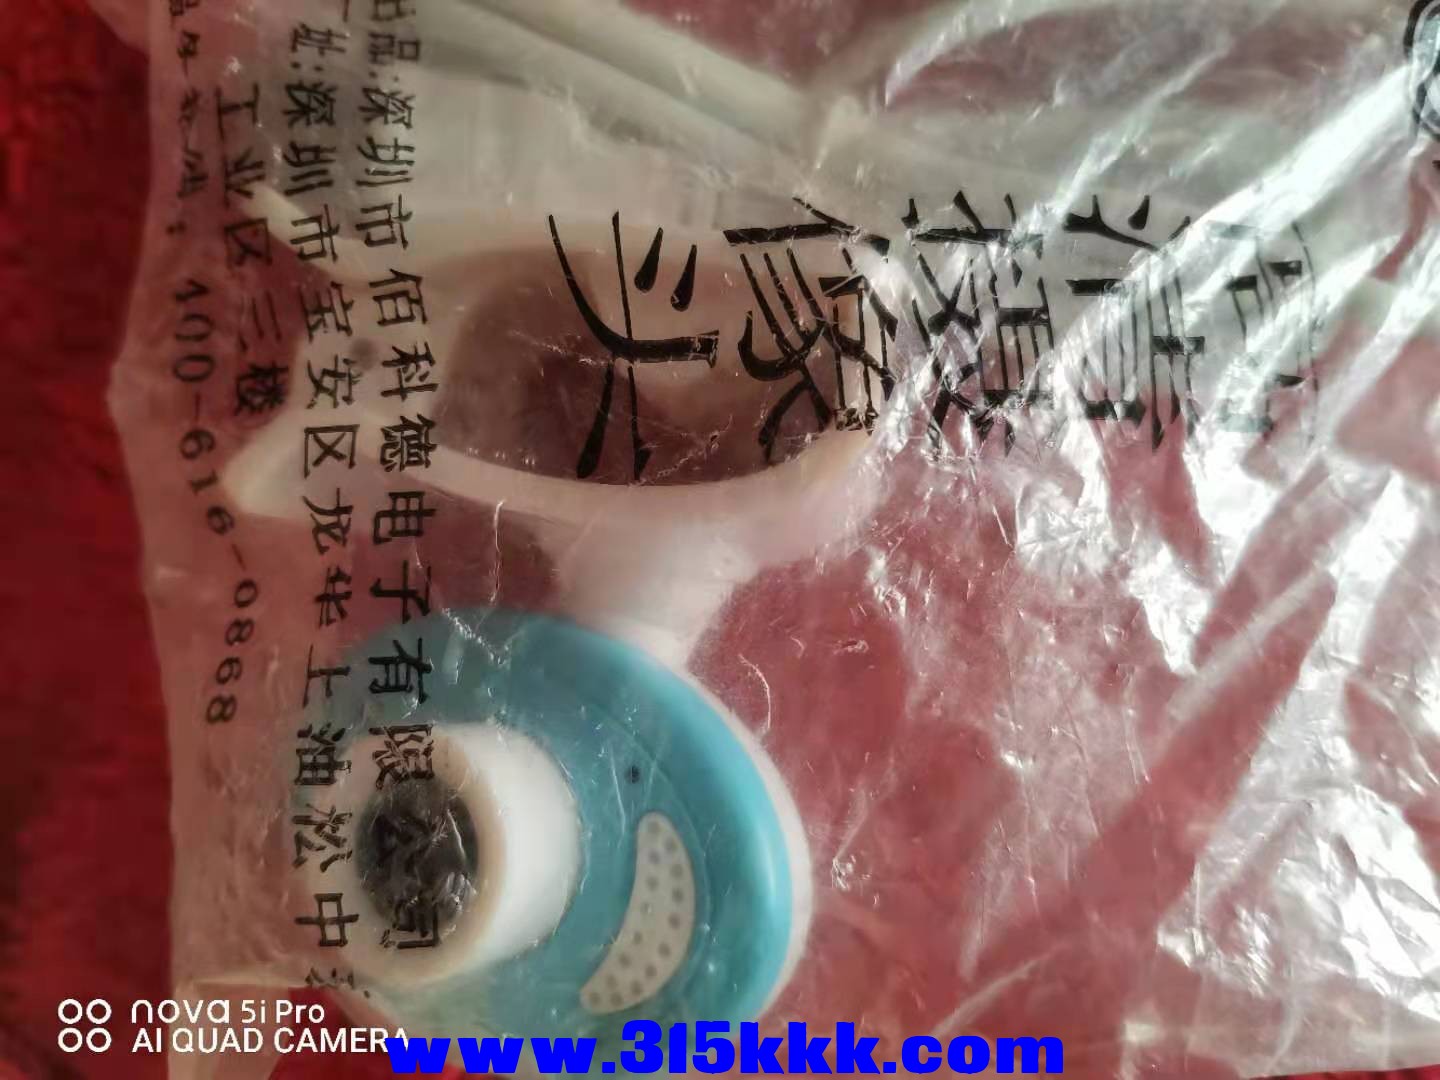 高清摄像头
出品:深圳市佰科德电子有限公司
址:深圳市宝安区龙华上油松中
工业区三楼
400-616-0868
nova 5i Pro
AI QUAD CAMERA
www.315kkk.com